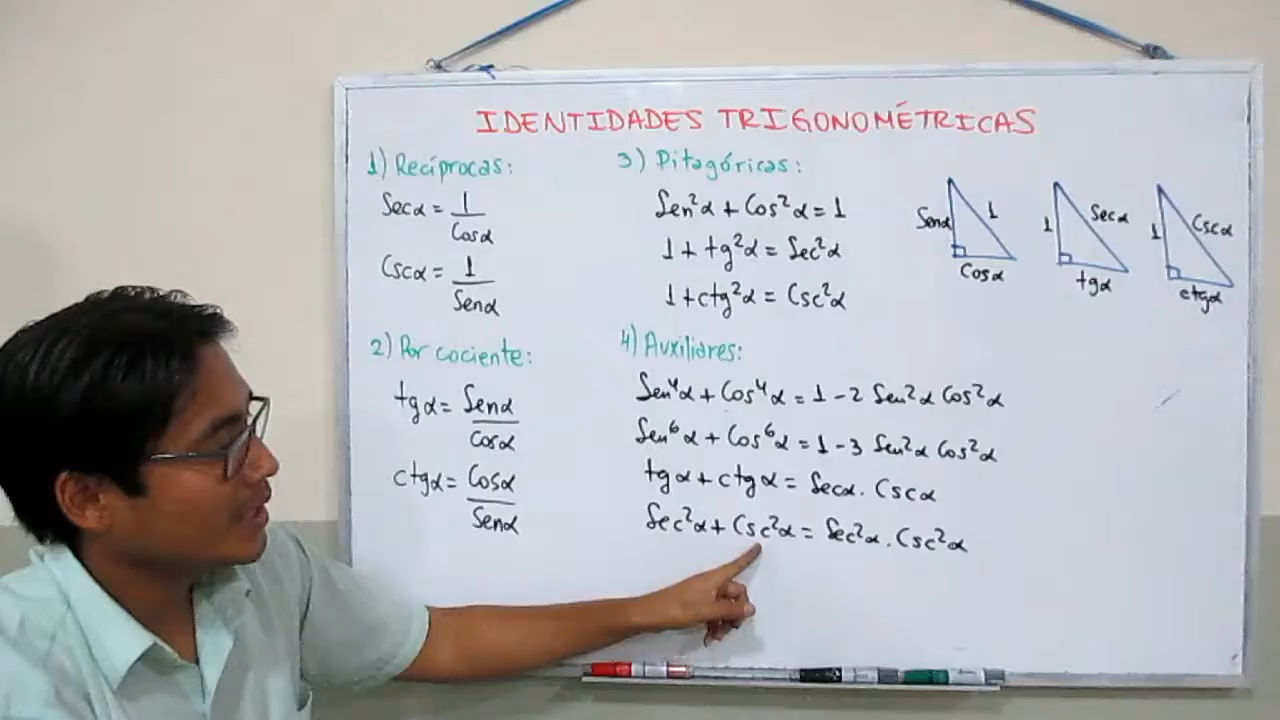 IDENTIDADES TRIGONOMÉTRICAS
1) Recíprocas:
Secα = 1/Cosα
Cscα = 1/Senα
2) Por cociente:
tgα = Senα/Cosα
ctgα = Cosα/Senα
3) Pitagóricas:
Sen²α + Cos²α = 1
1 + tg²α = Sec²α
1 + ctg²α = Csc²α
4) Auxiliares:
Sen⁴α + Cos⁴α = 1 - 2 Sen²α Cos²α
Sen⁶α + Cos⁶α = 1 - 3 Sen²α Cos²α
tgα + ctgα = Secα . Cscα
Sec²α + Csc²α = Sec²α . Csc²α
Senα 1 Cosα
1 Secα tgα
1 Cscα ctgα